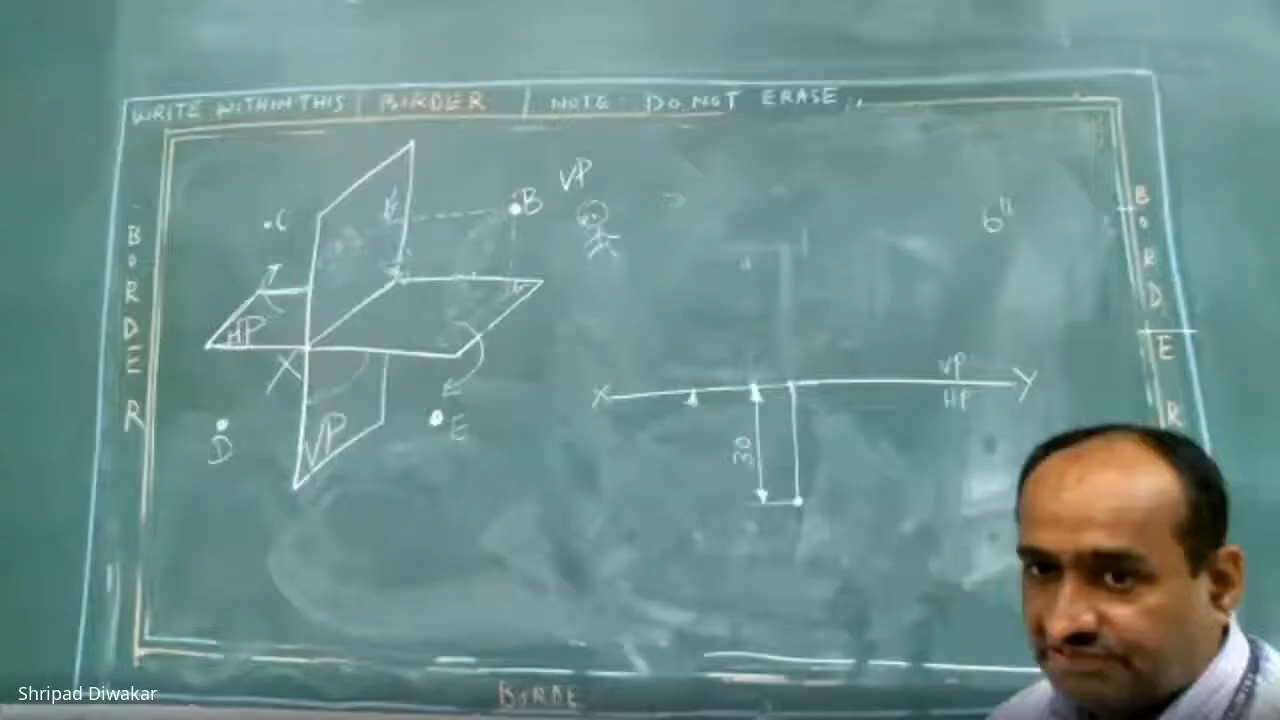 WRITE WITHIN THIS | BORDER | NOTE : DO NOT ERASE
VP
B
C
6"
BORDER
BORDER
HP
X
VP
D
E
X
VP
HP
Y
30
BORDE
Shripad Diwakar